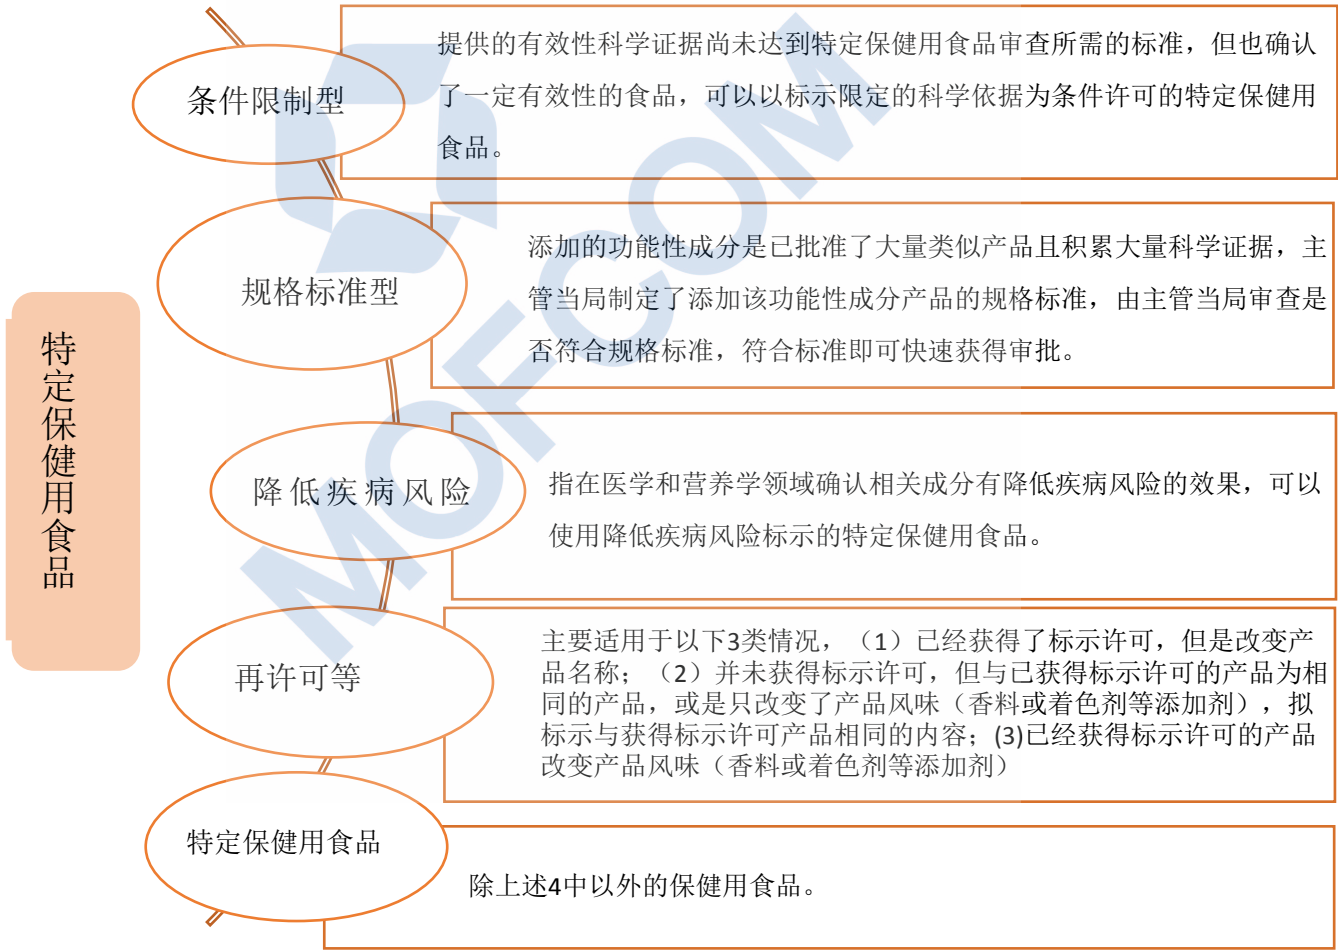 特定保健用食品
条件限制型
提供的有效性科学证据尚未达到特定保健用食品审查所需的标准，但也确认
了一定有效性的食品，可以以标示限定的科学依据为条件许可的特定保健用
食品。
规格标准型
添加的功能性成分是已批准了大量类似产品且积累大量科学证据，主
管当局制定了添加该功能性成分产品的规格标准，由主管当局审查是
否符合规格标准，符合标准即可快速获得审批。
降低疾病风险
指在医学和营养学领域确认相关成分有降低疾病风险的效果，可以
使用降低疾病风险标示的特定保健用食品。
再许可等
主要适用于以下3类情况，（1）已经获得了标示许可，但是改变产
品名称；（2）并未获得标示许可，但与已获得标示许可的产品为相
同的产品，或是只改变了产品风味（香料或着色剂等添加剂），拟
标示与获得标示许可产品相同的内容；(3)已经获得标示许可的产品
改变产品风味（香料或着色剂等添加剂）
特定保健用食品
除上述4中以外的保健用食品。
MOFCOM